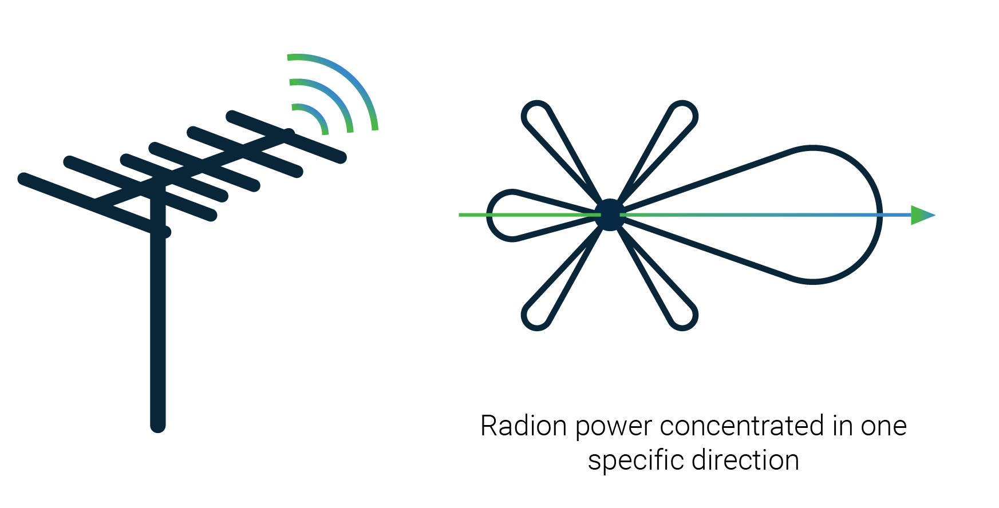 Radion power concentrated in one
specific direction